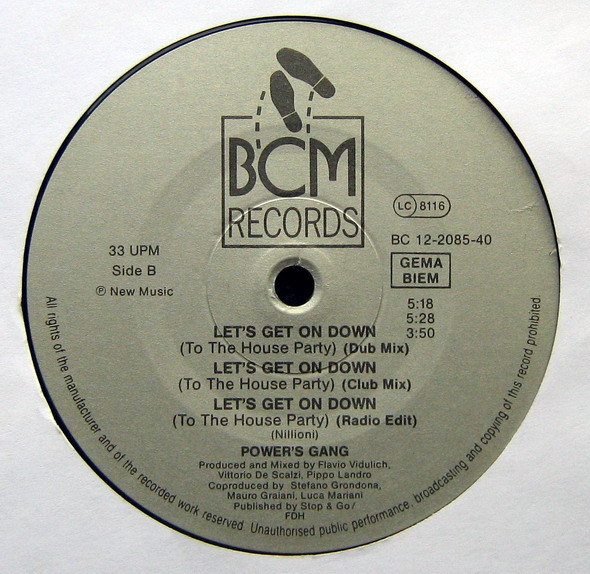 BCM
RECORDS
LC 8116
BC 12-2085-40
GEMA
BIEM
33 UPM
Side B
℗ New Music
5:18
5:28
3:50
LET'S GET ON DOWN
(To The House Party) (Dub Mix)
LET'S GET ON DOWN
(To The House Party) (Club Mix)
LET'S GET ON DOWN
(To The House Party) (Radio Edit)
(Nillioni)
POWER'S GANG
Produced and Mixed by Flavio Vidulich,
Vittorio De Scalzi, Pippo Landro
Coproduced by Stefano Grondona,
Mauro Graiani, Luca Mariani
Published by Stop & Go/
FDH
All rights of the manufacturer and of the recorded work reserved. Unauthorised public performance, broadcasting and copying of this record prohibited.